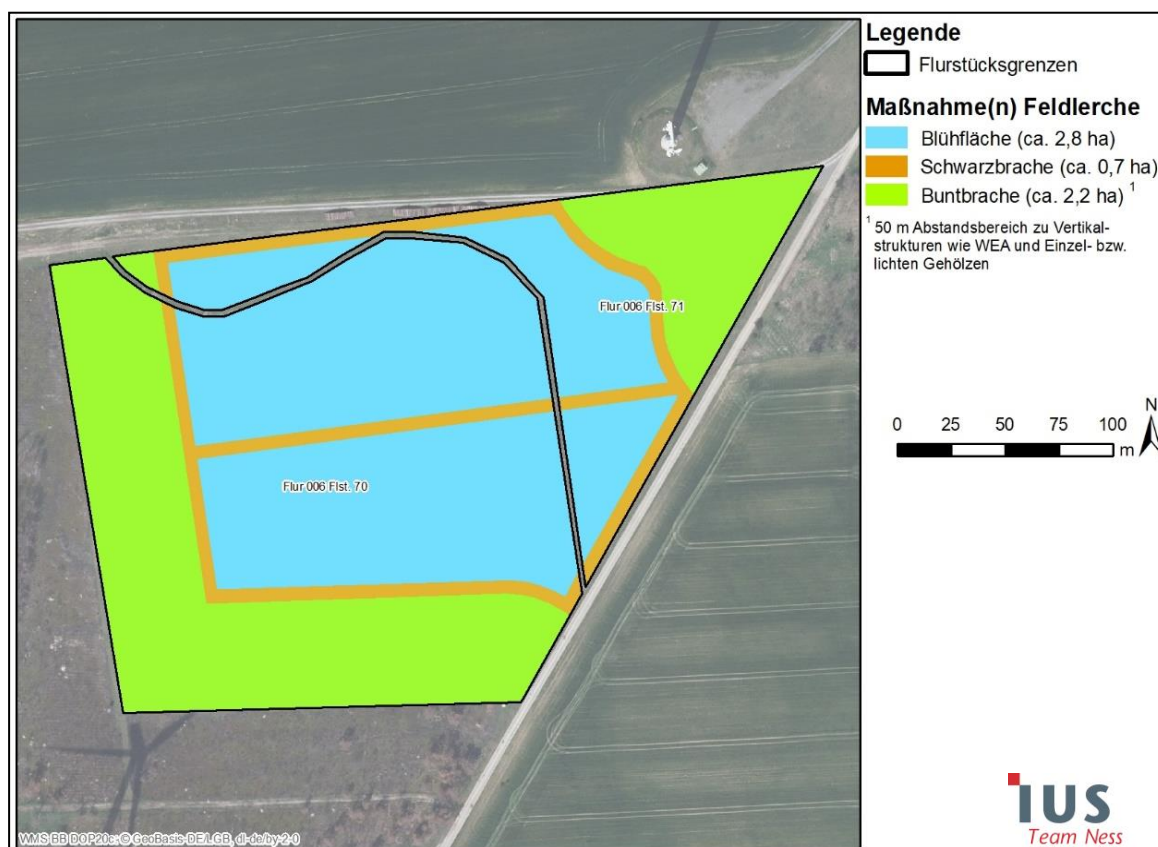 Legende
Flurstücksgrenzen
Maßnahme(n) Feldlerche
Blühfläche (ca. 2,8 ha)
Schwarzbrache (ca. 0,7 ha)
Buntbrache (ca. 2,2 ha) ¹
¹ 50 m Abstandsbereich zu Vertikal-
strukturen wie WEA und Einzel- bzw.
lichten Gehölzen
Flur 006 Flst. 71
Flur 006 Flst. 70
N
0 25 50 75 100
m
WMS BB DOP20c: © GeoBasis-DE/LGB, dl-de/by-2-0
IUS
Team Ness